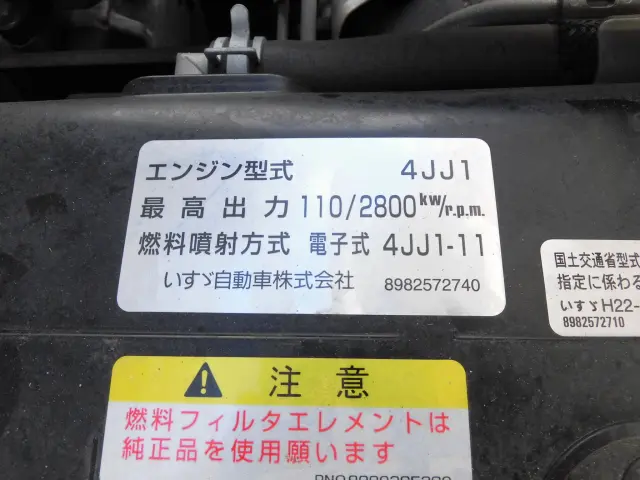 エンジン型式 4JJ1
最高出力 110/2800kW/r.p.m.
燃料噴射方式 電子式 4JJ1-11
いすゞ自動車株式会社 8982572740
国土交通省型式
指定に係わる
いすゞH22-
8982572710
注意
燃料フィルタエレメントは
純正品を使用願います